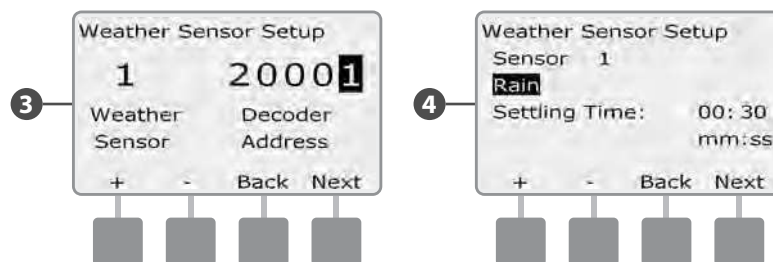 Weather Sensor Setup
1 20001
Weather Decoder
Sensor Address
+ - Back Next
3
Weather Sensor Setup
Sensor 1
Rain
Settling Time: 00:30
mm:ss
+ - Back Next
4